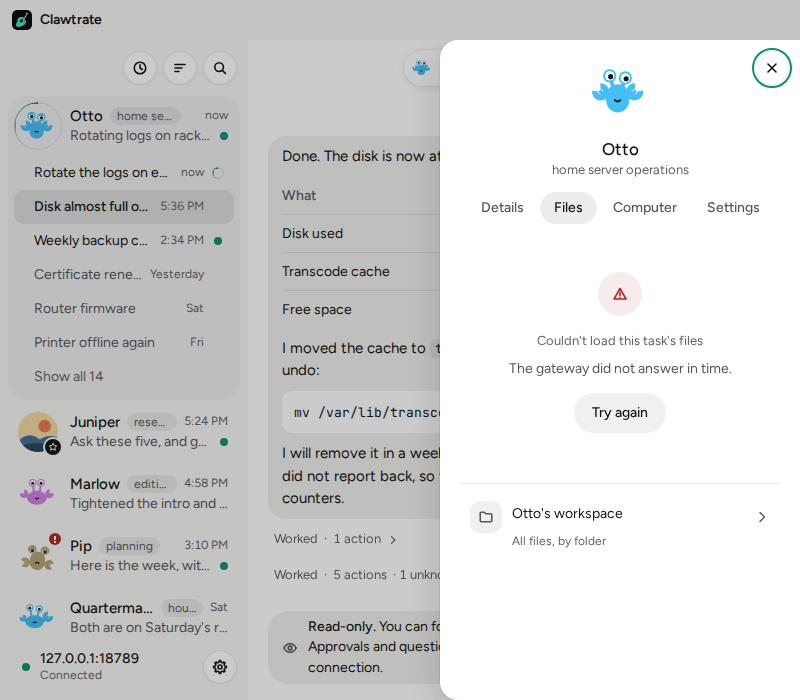 Clawtrate
Otto home se... now
Rotating logs on rack...
Rotate the logs on e... now
Disk almost full o... 5:36 PM
Weekly backup c... 2:34 PM
Certificate rene... Yesterday
Router firmware Sat
Printer offline again Fri
Show all 14
Juniper rese... 5:24 PM
Ask these five, and g...
Marlow editi... 4:58 PM
Tightened the intro and ...
Pip planning 3:10 PM
Here is the week, wit...
Quarterma... hou... Sat
Both are on Saturday's r...
127.0.0.1:18789
Connected
Done. The disk is now at
What
Disk used
Transcode cache
Free space
I moved the cache to
undo:
mv /var/lib/transc
I will remove it in a
did not report back, so
counters.
Worked · 1 action
Worked · 5 actions · 1
Read-only. You can
Approvals and
connection.
Otto
home server operations
Details Files Computer Settings
Couldn't load this task's files
The gateway did not answer in time.
Try again
Otto's workspace
All files, by folder